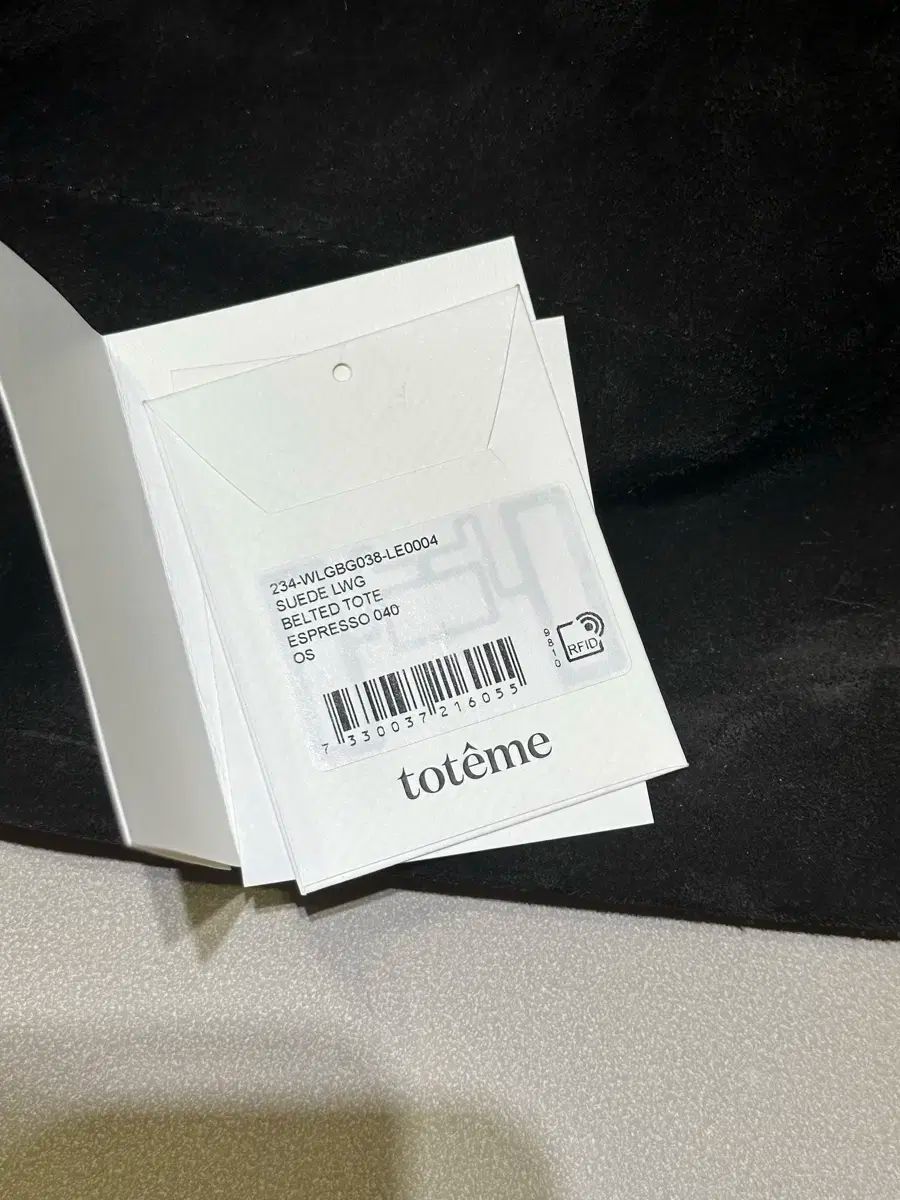 234-WLGBG038-LE0004
SUEDE LWG
BELTED TOTE
ESPRESSO 040
OS
9810
RFID
7 330037 216055
totême